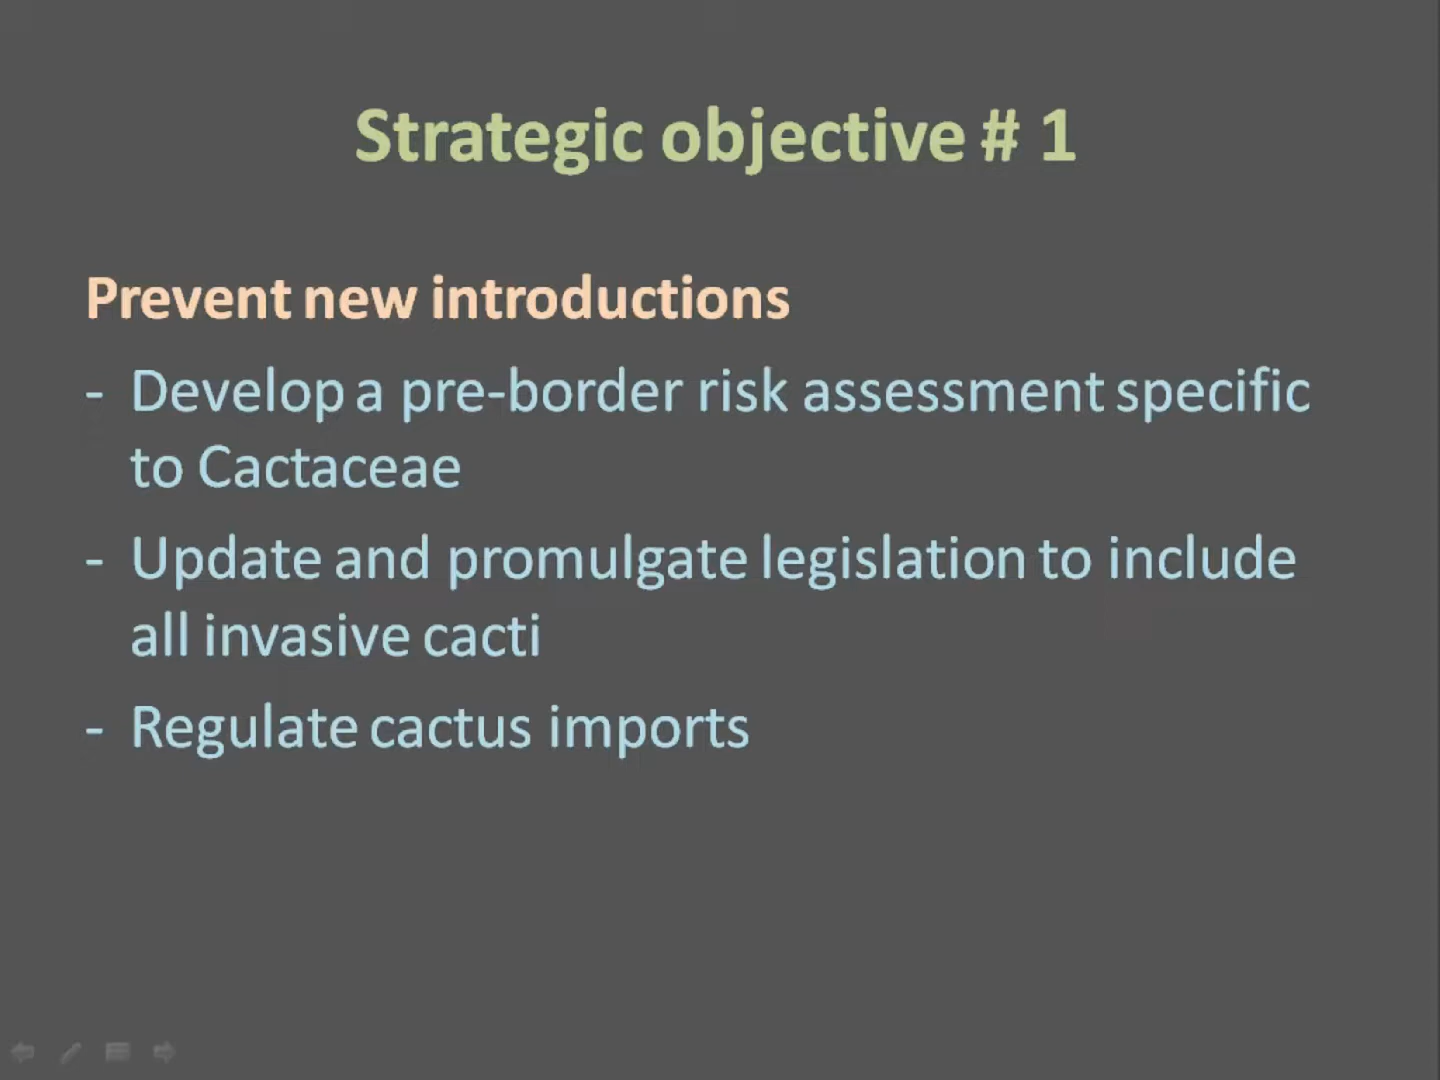 Strategic objective # 1
Prevent new introductions
- Develop a pre-border risk assessment specific
to Cactaceae
- Update and promulgate legislation to include
all invasive cacti
- Regulate cactus imports